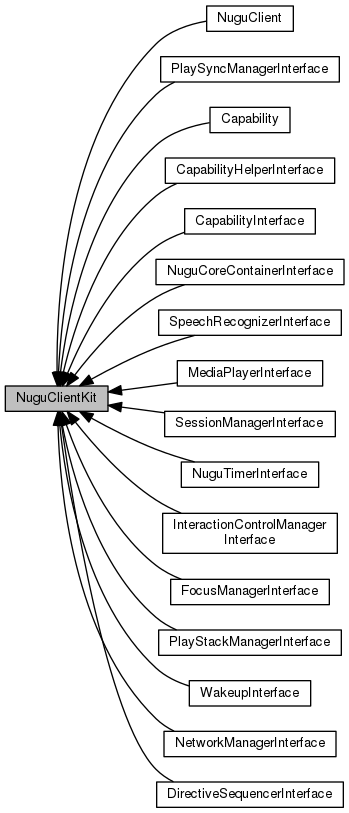 NuguClient
PlaySyncManagerInterface
Capability
CapabilityHelperInterface
CapabilityInterface
NuguCoreContainerInterface
SpeechRecognizerInterface
MediaPlayerInterface
NuguClientKit
SessionManagerInterface
NuguTimerInterface
InteractionControlManager
Interface
FocusManagerInterface
PlayStackManagerInterface
WakeupInterface
NetworkManagerInterface
DirectiveSequencerInterface